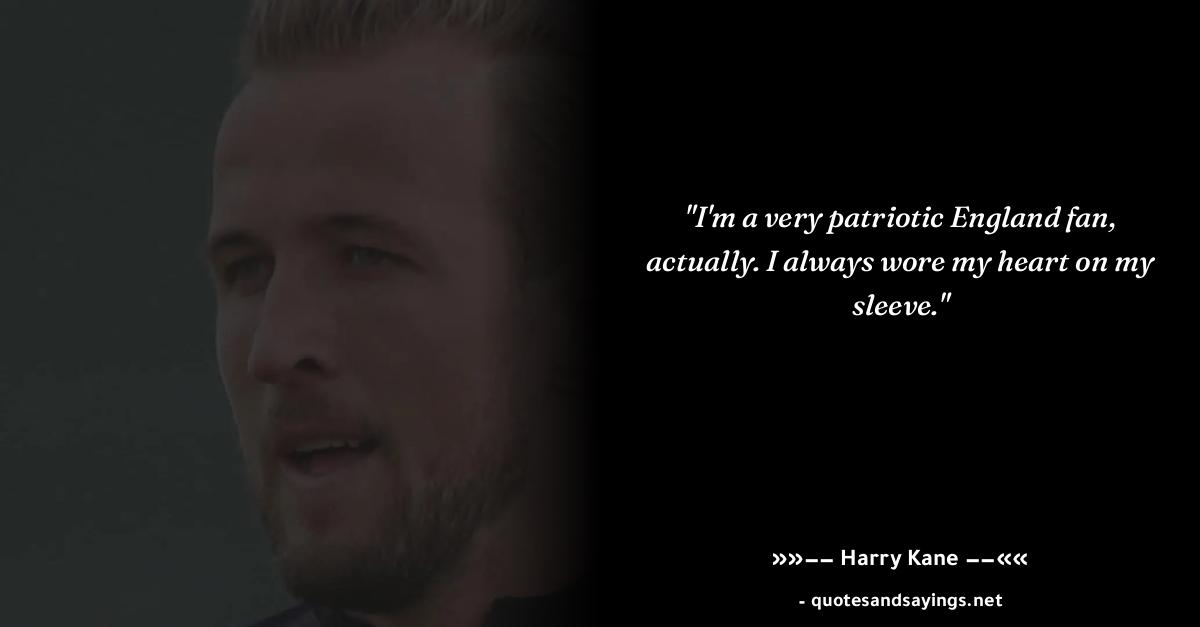 "I'm a very patriotic England fan,
actually. I always wore my heart on my
sleeve."
»»–– Harry Kane ––««
- quotesandsayings.net